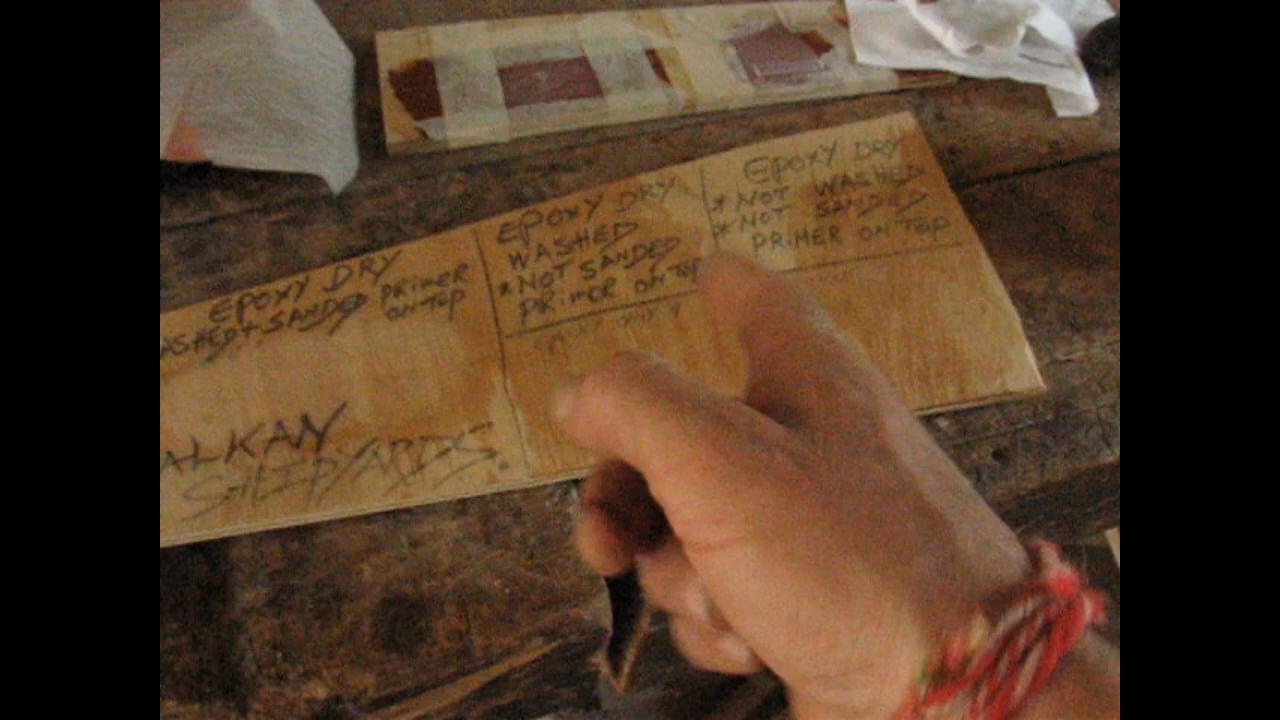 EPOXY DRY
WASHED + SANDED PRIMER
ON TOP
ALKAN
SHIPYARDS.
EPOXY DRY
WASHED
*NOT SANDED
PRIMER ON TOP
EPOXY DRY
*NOT WASHED
*NOT SANDED
PRIMER ON TOP